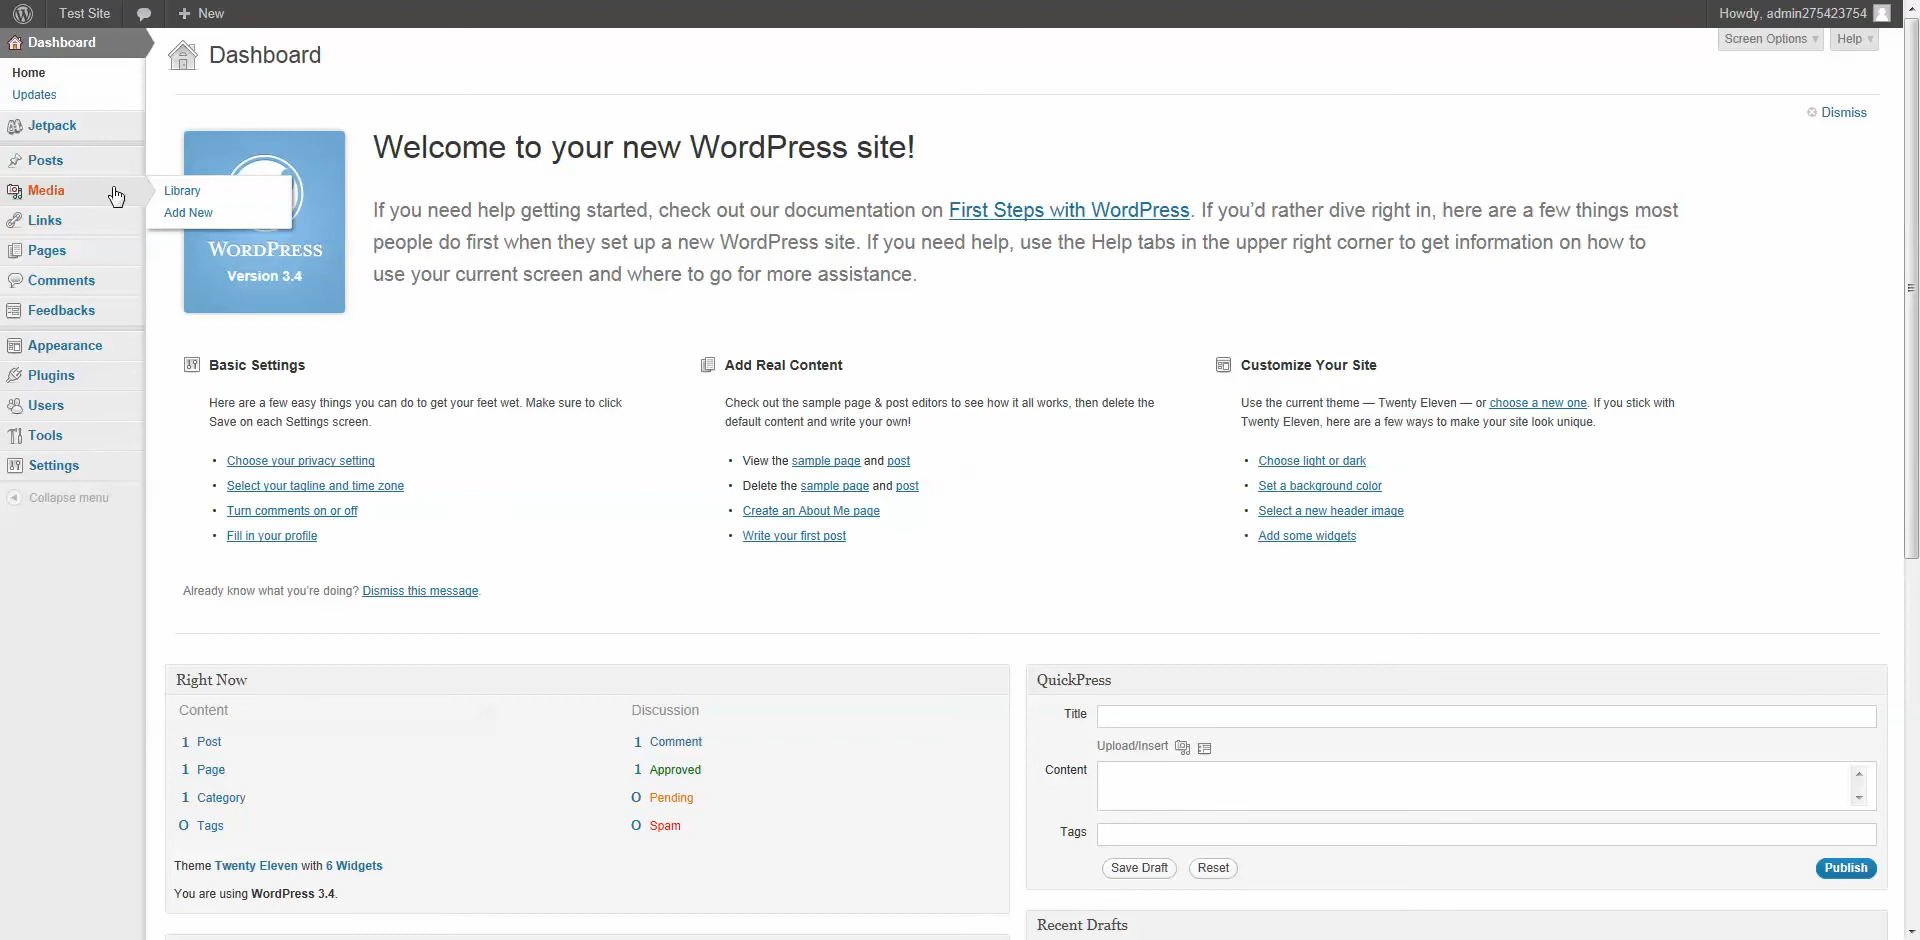 Test Site
New
Howdy, admin275423754
Dashboard
Home
Updates
Jetpack
Posts
Media
Links
Pages
Comments
Feedbacks
Appearance
Plugins
Users
Tools
Settings
Collapse menu
Library
Add New
Dashboard
Screen Options
Help
Dismiss
WORDPRESS
Version 3.4
Welcome to your new WordPress site!
If you need help getting started, check out our documentation on First Steps with WordPress. If you’d rather dive right in, here are a few things most
people do first when they set up a new WordPress site. If you need help, use the Help tabs in the upper right corner to get information on how to
use your current screen and where to go for more assistance.
Basic Settings
Here are a few easy things you can do to get your feet wet. Make sure to click
Save on each Settings screen.
• Choose your privacy setting
• Select your tagline and time zone
• Turn comments on or off
• Fill in your profile
Add Real Content
Check out the sample page & post editors to see how it all works, then delete the
default content and write your own!
• View the sample page and post
• Delete the sample page and post
• Create an About Me page
• Write your first post
Customize Your Site
Use the current theme — Twenty Eleven — or choose a new one. If you stick with
Twenty Eleven, here are a few ways to make your site look unique.
• Choose light or dark
• Set a background color
• Select a new header image
• Add some widgets
Already know what you’re doing? Dismiss this message.
Right Now
Content
1 Post
1 Page
1 Category
0 Tags
Discussion
1 Comment
1 Approved
0 Pending
0 Spam
Theme Twenty Eleven with 6 Widgets
You are using WordPress 3.4.
QuickPress
Title
Upload/Insert
Content
Tags
Save Draft
Reset
Publish
Recent Drafts